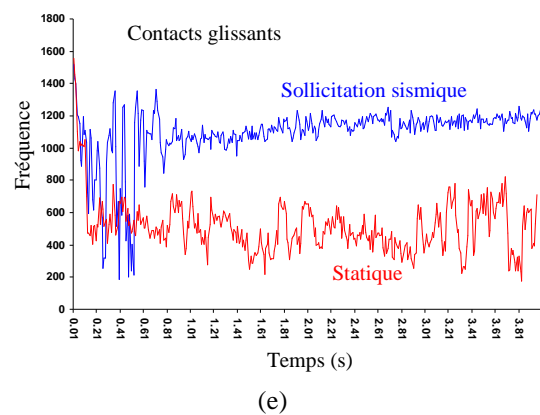 Contacts glissants
Sollicitation sismique
Statique
Fréquence
1800
1600
1400
1200
1000
800
600
400
200
0
0.01 0.21 0.41 0.61 0.81 1.01 1.21 1.41 1.61 1.81 2.01 2.21 2.41 2.61 2.81 3.01 3.21 3.41 3.61 3.81
Temps (s)
(e)